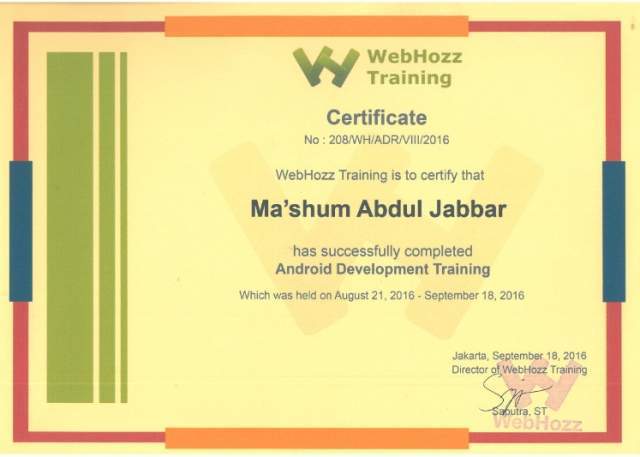 WebHozz
Training
Certificate
No : 208/WH/ADR/VIII/2016
WebHozz Training is to certify that
Ma'shum Abdul Jabbar
has successfully completed
Android Development Training
Which was held on August 21, 2016 - September 18, 2016
Jakarta, September 18, 2016
Director of WebHozz Training
Saputra, ST
WebHozz